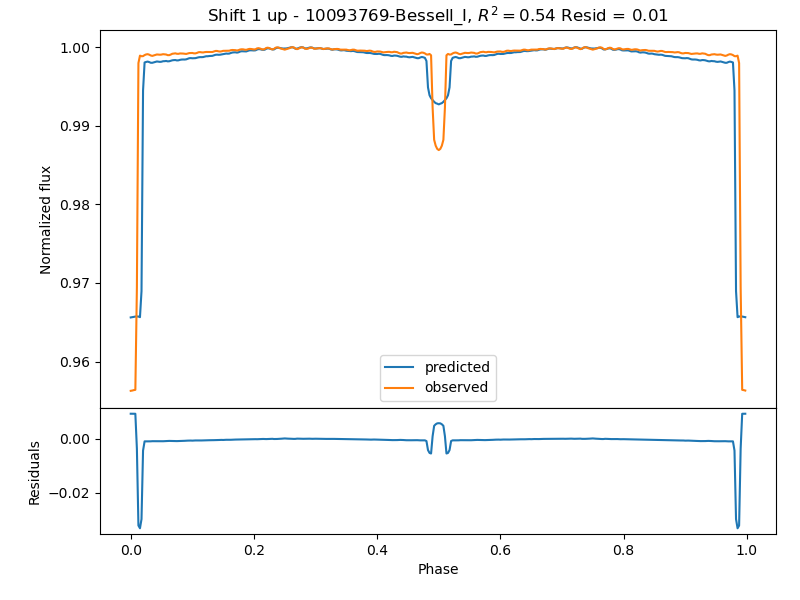 Shift 1 up - 10093769-Bessell_I, R² = 0.54 Resid = 0.01
1.00
0.99
0.98
0.97
0.96
Normalized flux
predicted
observed
0.00
−0.02
Residuals
0.0 0.2 0.4 0.6 0.8 1.0
Phase